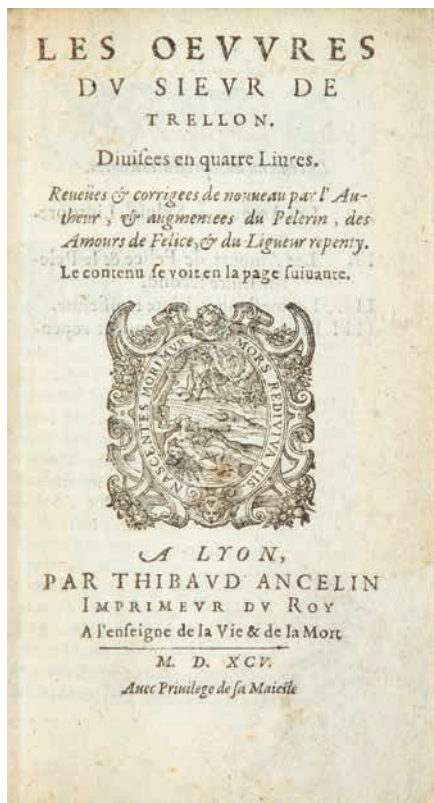 LES OEVVRES
DV SIEVR DE
TRELLON.
Diuisees en quatre Liures.
Reueües & corrigees de nouueau par l'Au-
theur, & augmentees du Pelerin, des
Amours de Felice, & du Ligueur repenty.
Le contenu se voit en la page suiuante.
NASCENTES MORIMVR
MORS REDIVIVA PIIS.
A LYON,
PAR THIBAVD ANCELIN
IMPRIMEVR DV ROY
A l'enseigne de la Vie & de la Mort
M. D. XCV.
Auec Priuilege de sa Maiesté